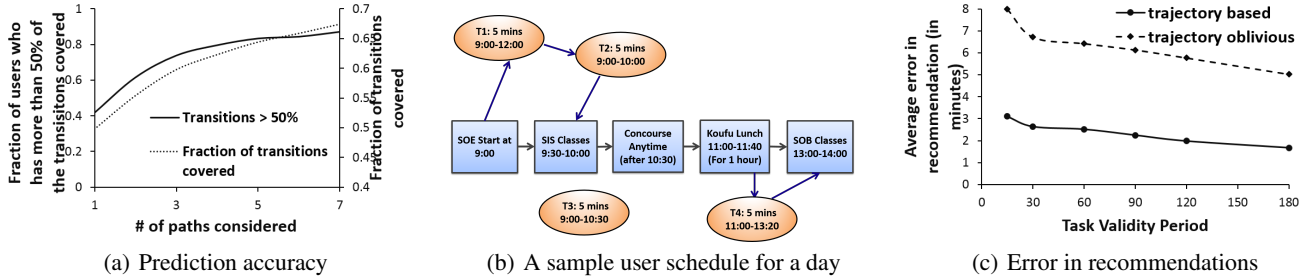 Fraction of users who
has more than 50% of
the transisitons covered
1
0.8
0.6
0.4
0.2
0
0.7
0.65
0.6
0.55
0.5
0.45
0.4
Fraction of transitions
covered
Transitions > 50%
Fraction of transitions
covered
1
3
5
7
# of paths considered
(a) Prediction accuracy
T1: 5 mins
9:00-12:00
T2: 5 mins
9:00-10:00
SOE Start at
9:00
SIS Classes
9:30-10:00
Concourse
Anytime
(after 10:30)
Koufu Lunch
11:00-11:40
(For 1 hour)
SOB Classes
13:00-14:00
T3: 5 mins
9:00-10:30
T4: 5 mins
11:00-13:20
(b) A sample user schedule for a day
Average error in
recommendation (in
minutes)
8
7
6
5
4
3
2
1
0
trajectory based
trajectory oblivious
0
30
60
90
120
150
180
Task Validity Period
(c) Error in recommendations